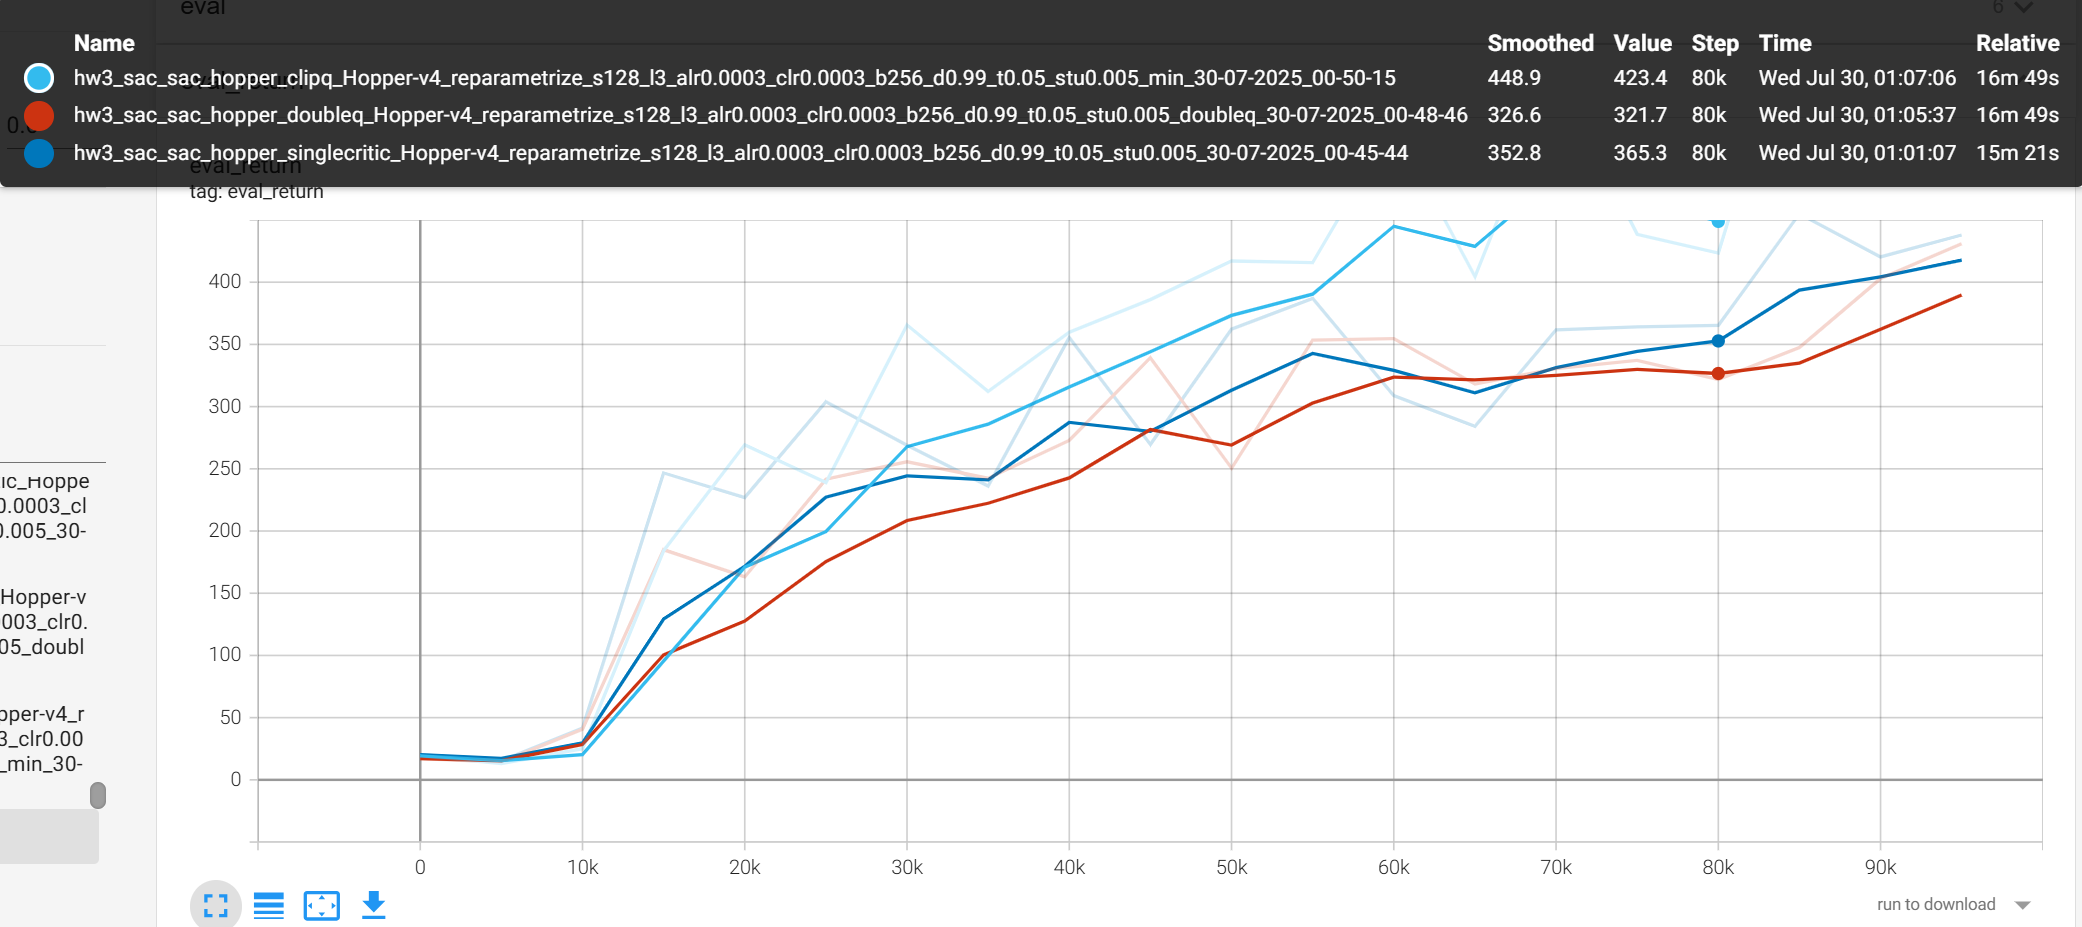 eval 6
Name Smoothed Value Step Time Relative
hw3_sac_sac_hopper_clipq_Hopper-v4_reparametrize_s128_l3_alr0.0003_clr0.0003_b256_d0.99_t0.05_stu0.005_min_30-07-2025_00-50-15 448.9 423.4 80k Wed Jul 30, 01:07:06 16m 49s
hw3_sac_sac_hopper_doubleq_Hopper-v4_reparametrize_s128_l3_alr0.0003_clr0.0003_b256_d0.99_t0.05_stu0.005_doubleq_30-07-2025_00-48-46 326.6 321.7 80k Wed Jul 30, 01:05:37 16m 49s
hw3_sac_sac_hopper_singlecritic_Hopper-v4_reparametrize_s128_l3_alr0.0003_clr0.0003_b256_d0.99_t0.05_stu0.005_30-07-2025_00-45-44 352.8 365.3 80k Wed Jul 30, 01:01:07 15m 21s
eval_return
eval_return
tag: eval_return
400
350
300
250
200
150
100
50
0
0 10k 20k 30k 40k 50k 60k 70k 80k 90k
run to download
ic_Hoppe
0.0003_cl
0.005_30-
Hopper-v
003_clr0.
05_doubl
pper-v4_r
3_clr0.00
_min_30-